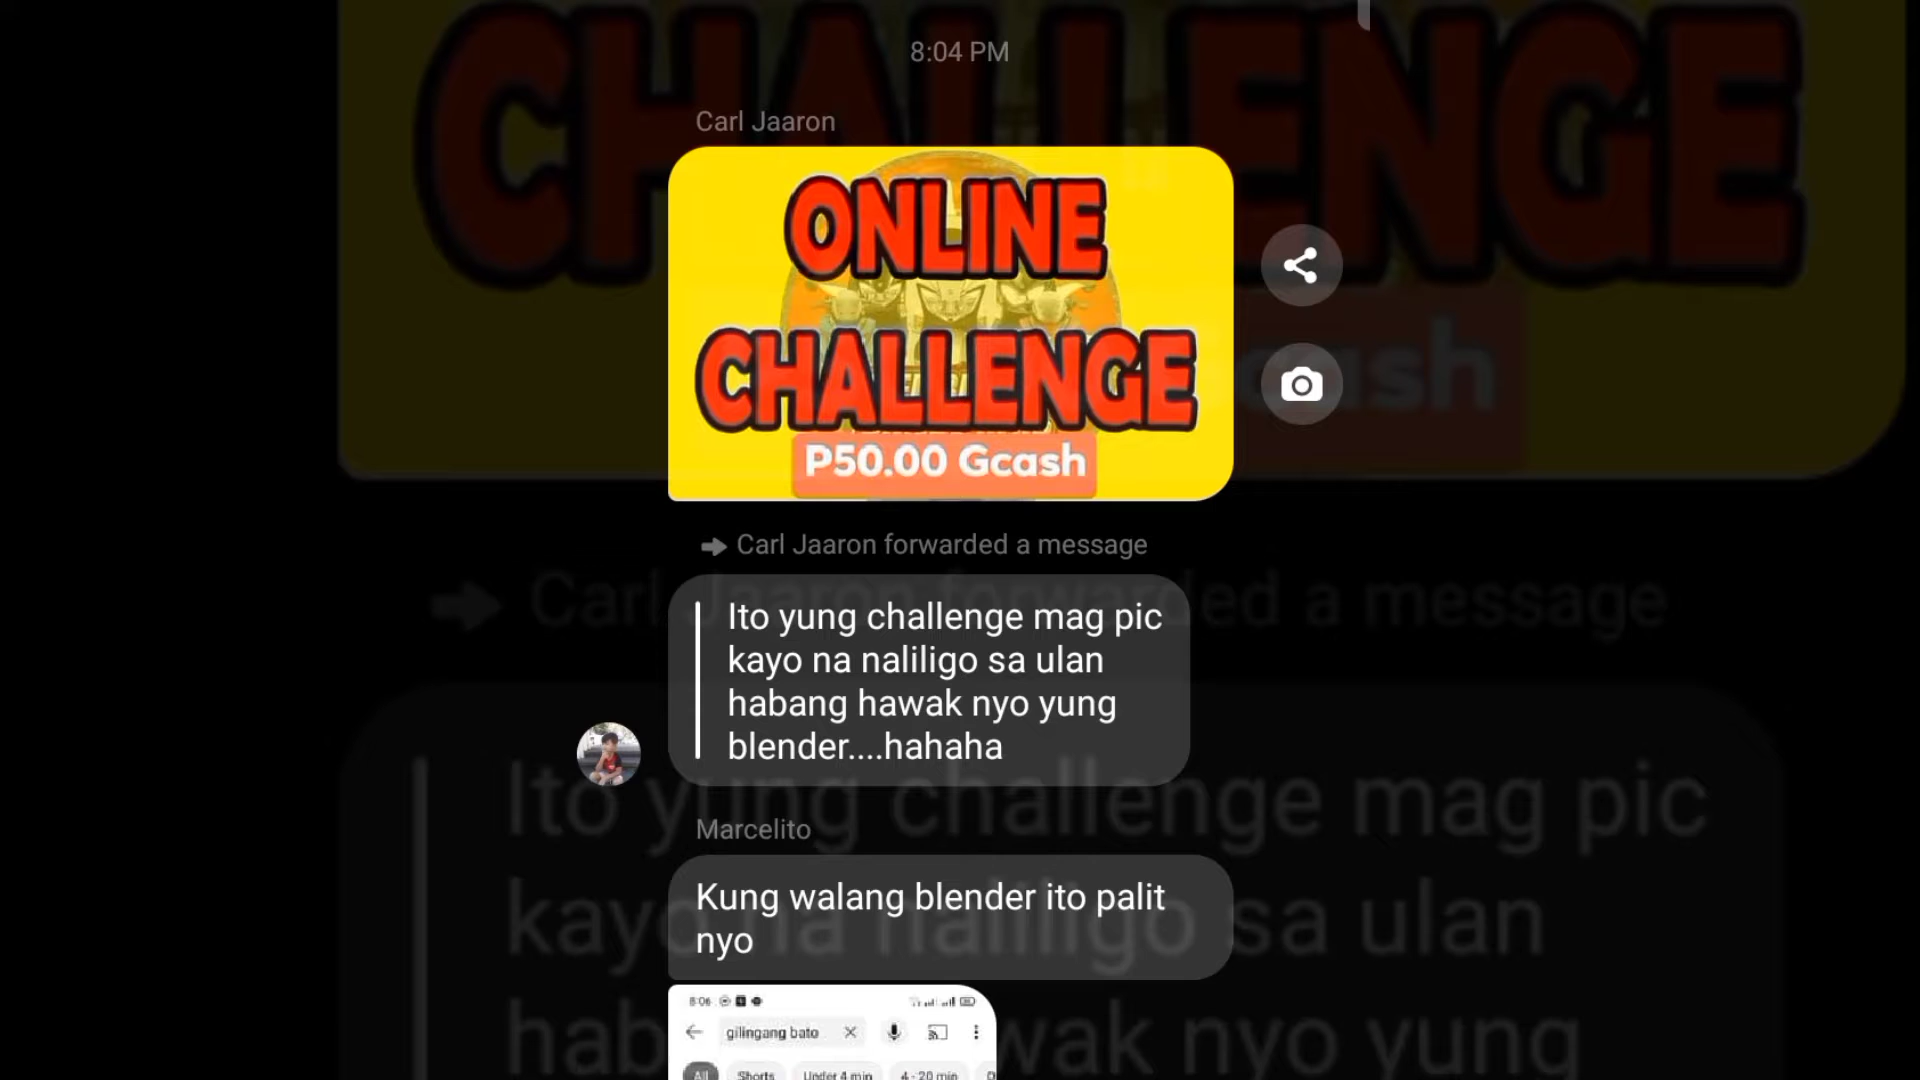 8:04 PM
Carl Jaaron
ONLINE
CHALLENGE
P50.00 Gcash
Carl Jaaron forwarded a message
Ito yung challenge mag pic
kayo na naliligo sa ulan
habang hawak nyo yung
blender....hahaha
Marcelito
Kung walang blender ito palit
nyo
8:06
gilingang bato
All Shorts Under 4 min 4 - 20 min